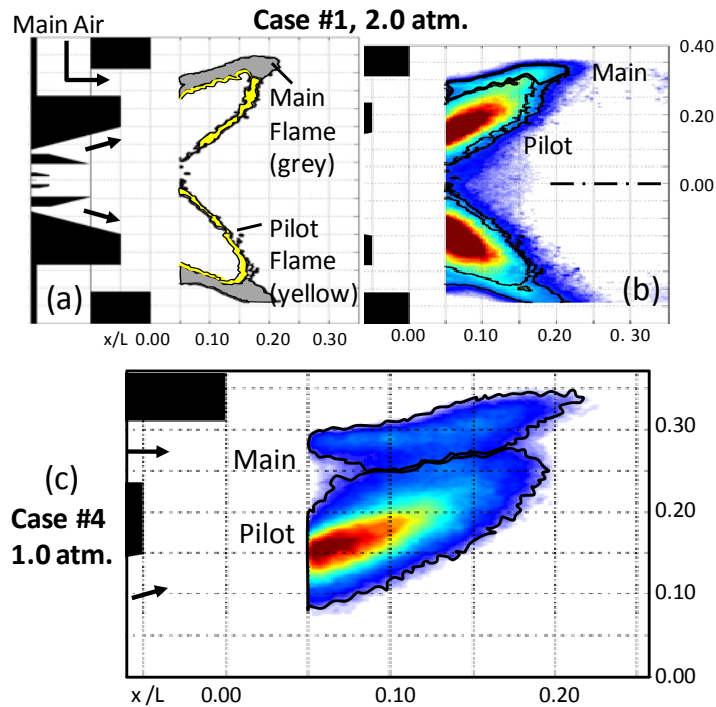 Case #1, 2.0 atm.
Main Air
Main
Flame
(grey)
Pilot
Flame
(yellow)
(a)
x/L 0.00 0.10 0.20 0.30
0.40
Main
0.20
Pilot
0.00
0.20
(b)
0.00 0.10 0.20 0. 30
(c)
Case #4
1.0 atm.
Main
Pilot
0.30
0.20
0.10
0.00
x /L 0.00 0.10 0.20